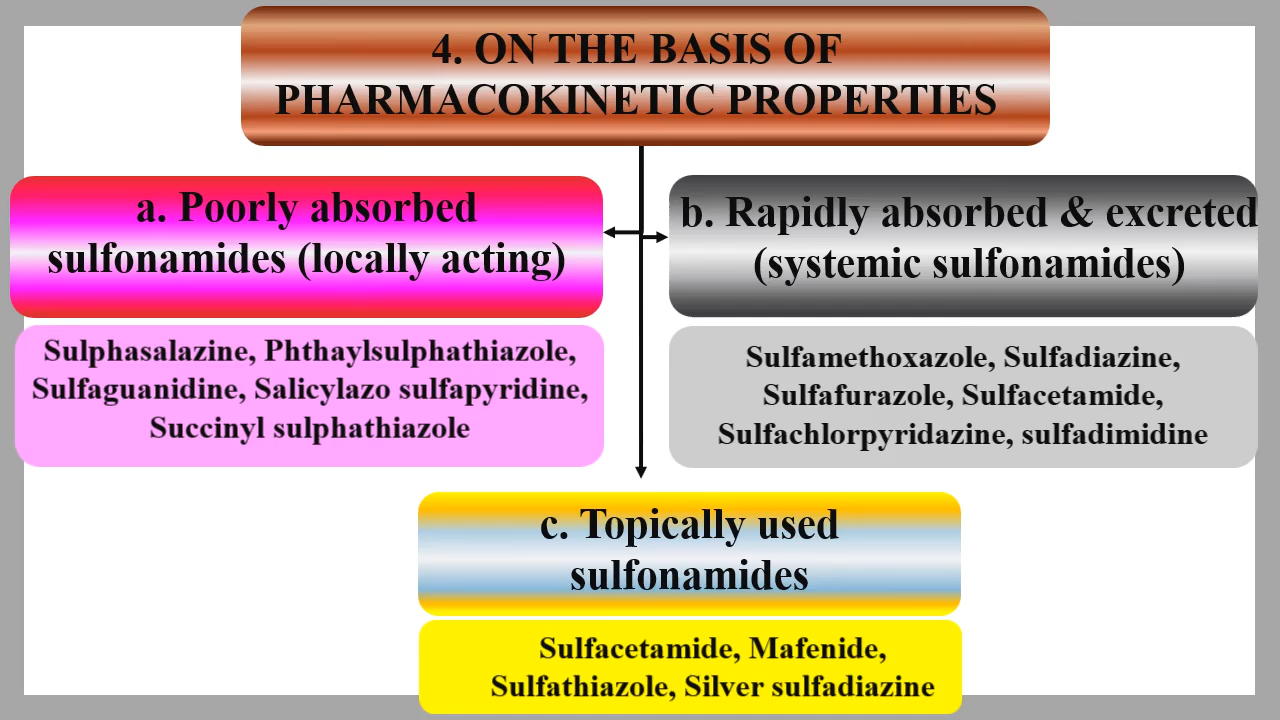 4. ON THE BASIS OF
PHARMACOKINETIC PROPERTIES
a. Poorly absorbed
sulfonamides (locally acting)
Sulphasalazine, Phthaylsulphathiazole,
Sulfaguanidine, Salicylazo sulfapyridine,
Succinyl sulphathiazole
b. Rapidly absorbed & excreted
(systemic sulfonamides)
Sulfamethoxazole, Sulfadiazine,
Sulfafurazole, Sulfacetamide,
Sulfachlorpyridazine, sulfadimidine
c. Topically used
sulfonamides
Sulfacetamide, Mafenide,
Sulfathiazole, Silver sulfadiazine